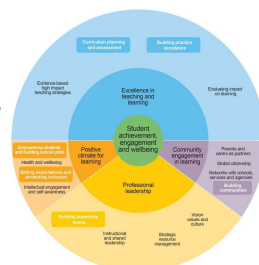 Curriculum planning
and assessment
Building practice
excellence
Evidence-based
high impact
teaching strategies
Evaluating impact
on learning
Excellence in
teaching and
learning
Student
achievement,
engagement
and wellbeing
Positive
climate for
learning
Community
engagement in
learning
Professional
leadership
Empowering students
and building school pride
Health and wellbeing
Setting expectations and
promoting inclusion
Intellectual engagement
and self awareness
Parents and
carers as partners
Global citizenship
Networks with schools,
services and agencies
Building
communities
Building leadership
teams
Instructional
and shared
leadership
Strategic
resource
management
Vision
values and
culture